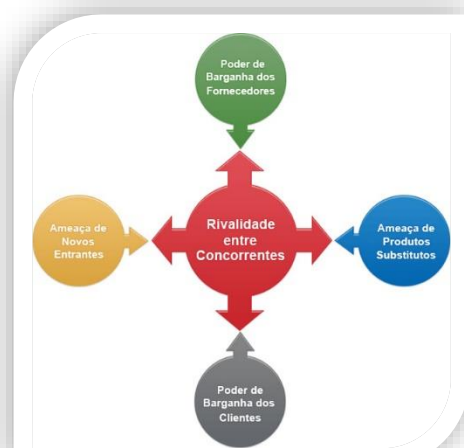 Poder de
Barganha dos
Fornecedores
Ameaça de
Novos
Entrantes
Rivalidade
entre
Concorrentes
Ameaça de
Produtos
Substitutos
Poder de
Barganha dos
Clientes